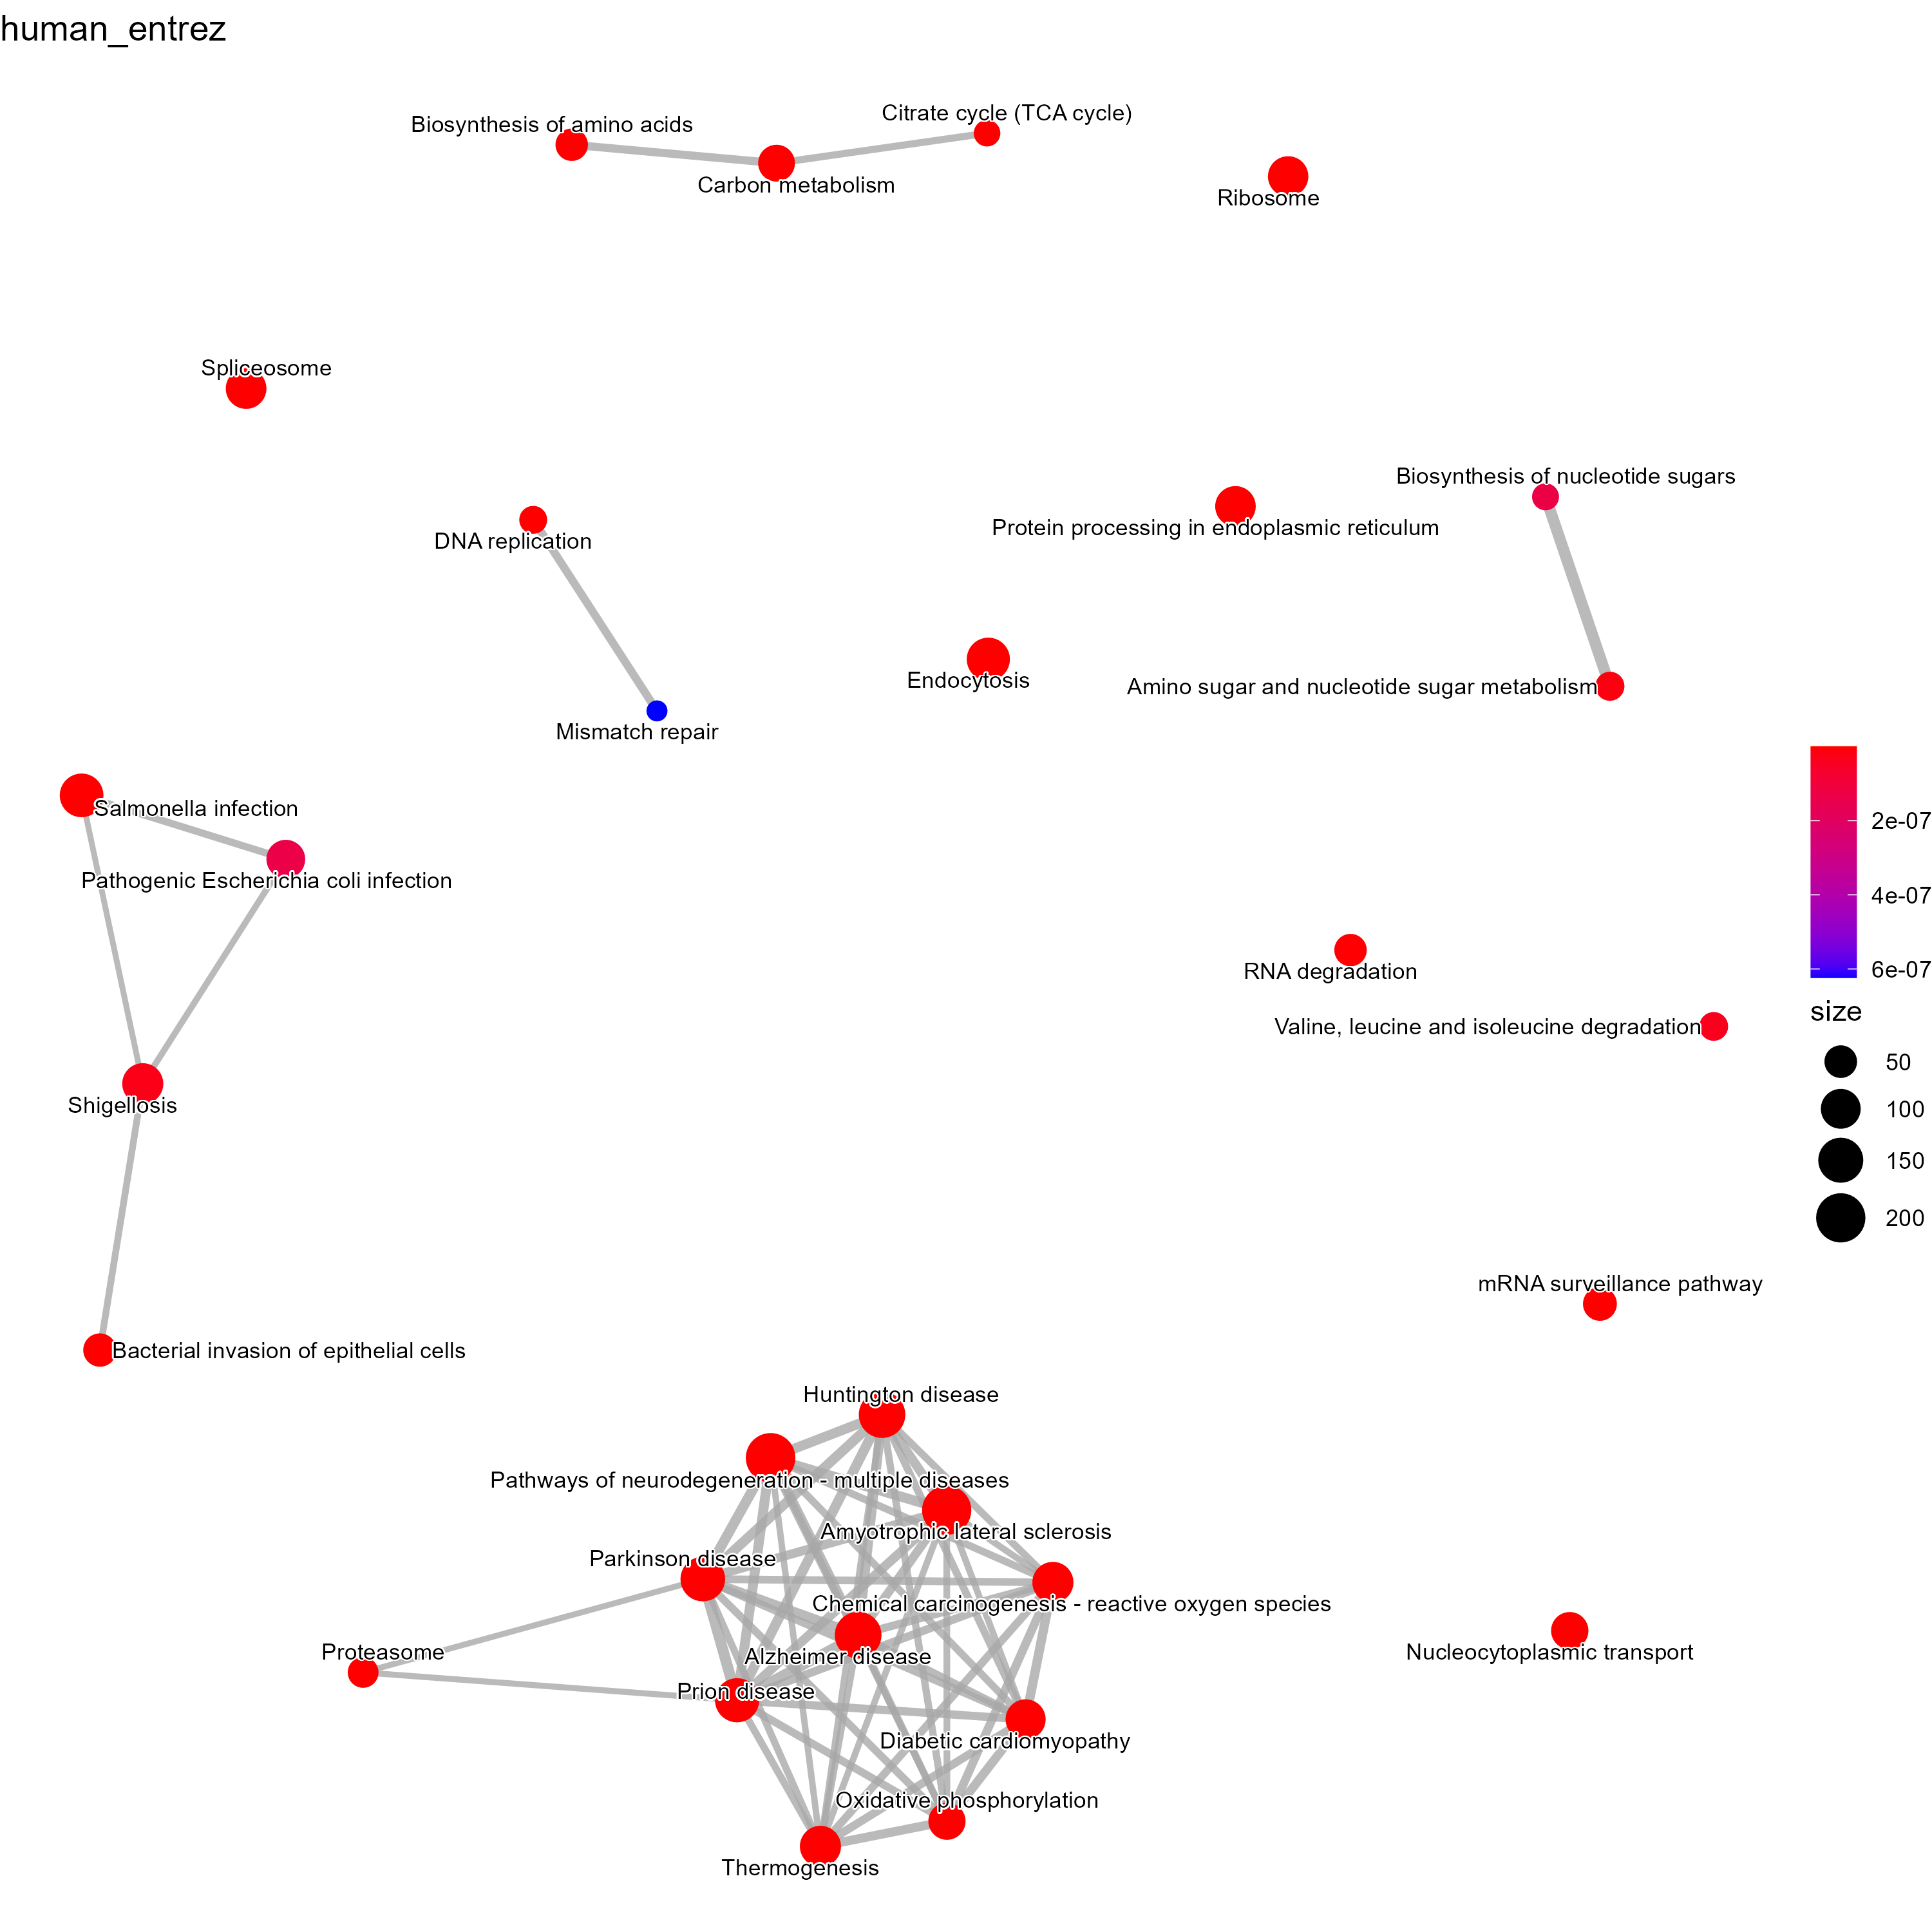 human_entrez
Citrate cycle (TCA cycle)
Biosynthesis of amino acids
Carbon metabolism
Ribosome
Spliceosome
Biosynthesis of nucleotide sugars
Protein processing in endoplasmic reticulum
DNA replication
Endocytosis
Amino sugar and nucleotide sugar metabolism
Mismatch repair
Salmonella infection
Pathogenic Escherichia coli infection
2e-07
4e-07
6e-07
RNA degradation
size
Valine, leucine and isoleucine degradation
50
100
150
200
Shigellosis
mRNA surveillance pathway
Bacterial invasion of epithelial cells
Huntington disease
Pathways of neurodegeneration - multiple diseases
Amyotrophic lateral sclerosis
Parkinson disease
Chemical carcinogenesis - reactive oxygen species
Proteasome
Alzheimer disease
Nucleocytoplasmic transport
Prion disease
Diabetic cardiomyopathy
Oxidative phosphorylation
Thermogenesis